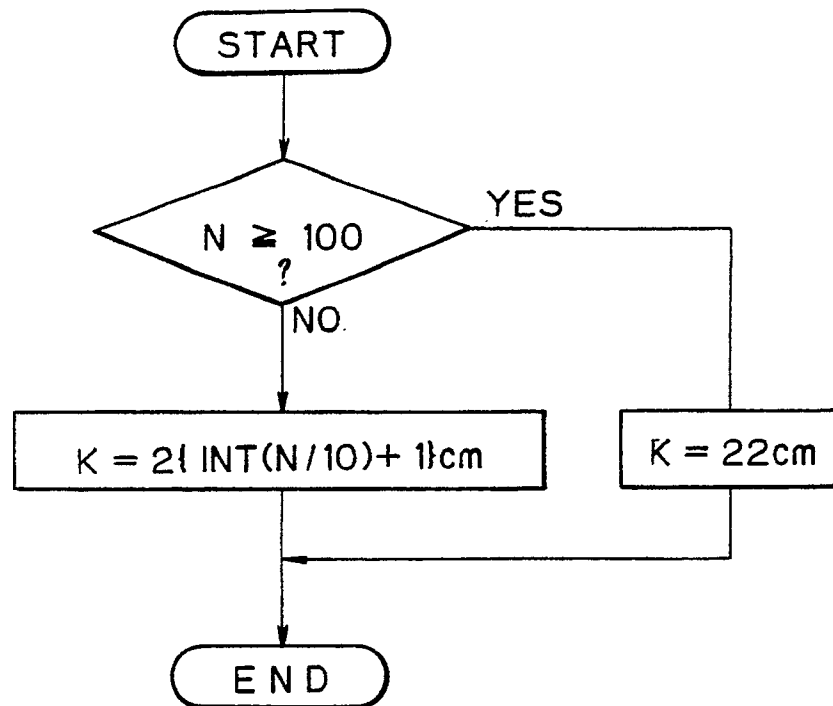 START
YES
N ≧ 100
?
NO.
K = 2{ INT(N/10)+ 1}cm
K = 22cm
END